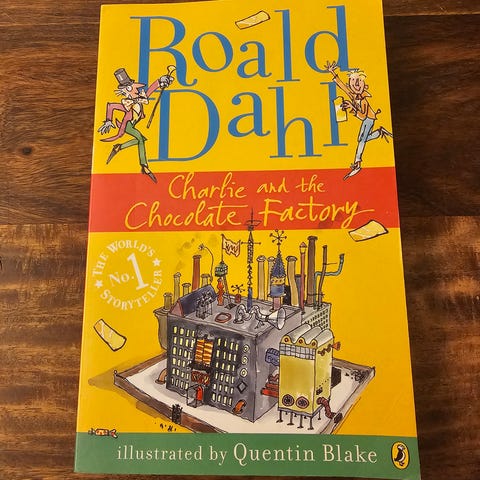 Roald
Dahl
Charlie and the
Chocolate Factory
THE WORLD'S
No. 1
STORYTELLER
illustrated by Quentin Blake